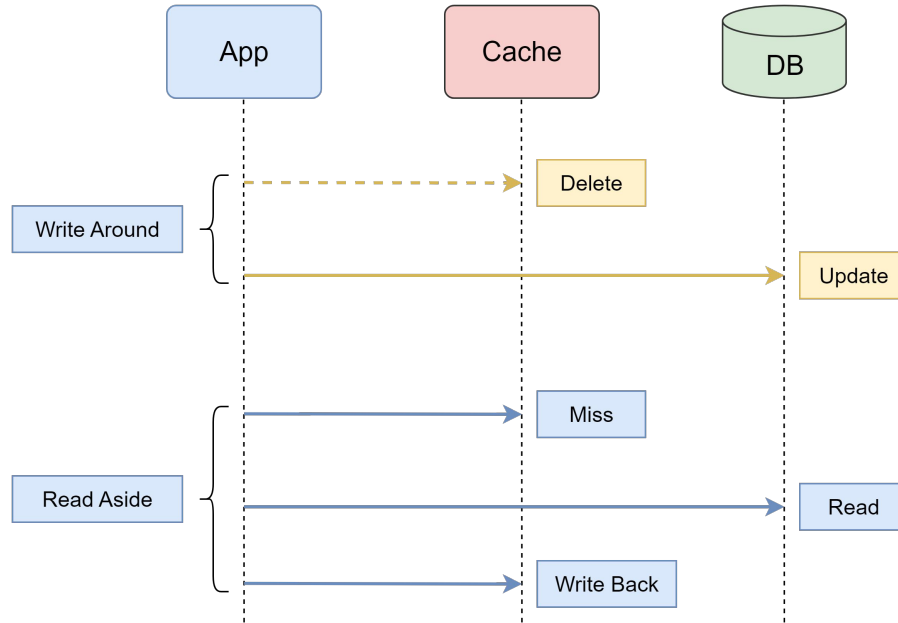 App
Cache
DB
Delete
Write Around
Update
Miss
Read Aside
Read
Write Back